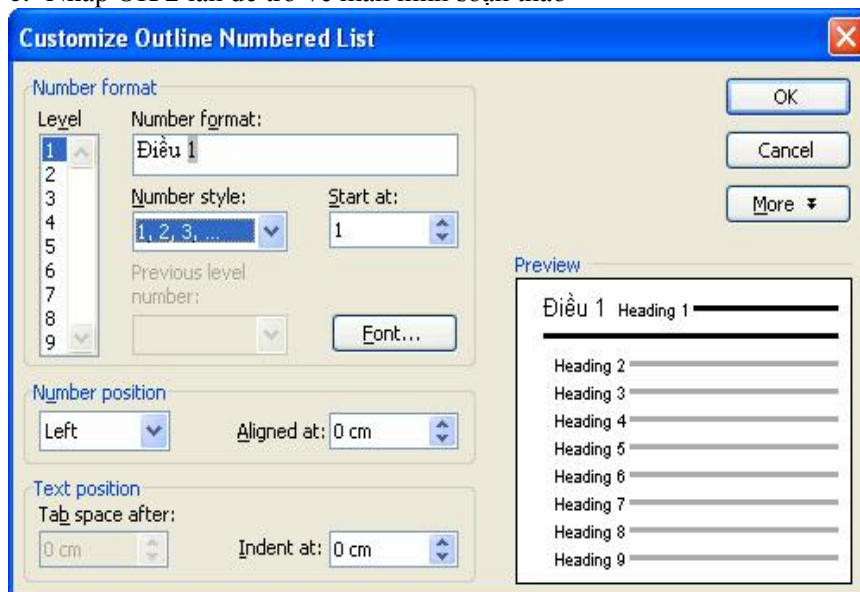 Customize Outline Numbered List
Number format
Level
Number format:
1
2
3
4
5
6
7
8
9
Điều 1
Number style:
Start at:
1, 2, 3, ...
1
Previous level
number:
Font...
Number position
Left
Aligned at: 0 cm
Text position
Tab space after:
0 cm
Indent at: 0 cm
OK
Cancel
More
Preview
Điều 1 Heading 1
Heading 2
Heading 3
Heading 4
Heading 5
Heading 6
Heading 7
Heading 8
Heading 9